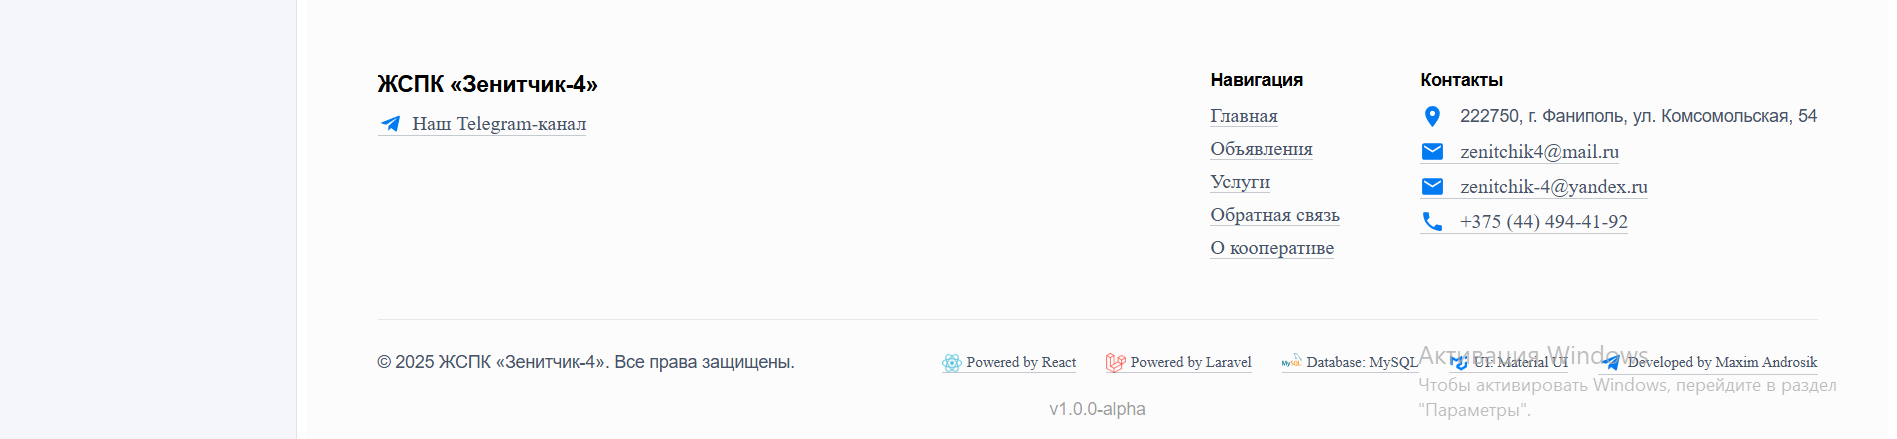 ЖСПК «Зенитчик-4»
Наш Telegram-канал
Навигация
Главная
Объявления
Услуги
Обратная связь
О кооперативе
Контакты
222750, г. Фаниполь, ул. Комсомольская, 54
zenitchik4@mail.ru
zenitchik-4@yandex.ru
+375 (44) 494-41-92
© 2025 ЖСПК «Зенитчик-4». Все права защищены.
Powered by React
Powered by Laravel
MySQL Database: MySQL
UI: Material UI
Developed by Maxim Androsik
v1.0.0-alpha
Активация Windows
Чтобы активировать Windows, перейдите в раздел
"Параметры".